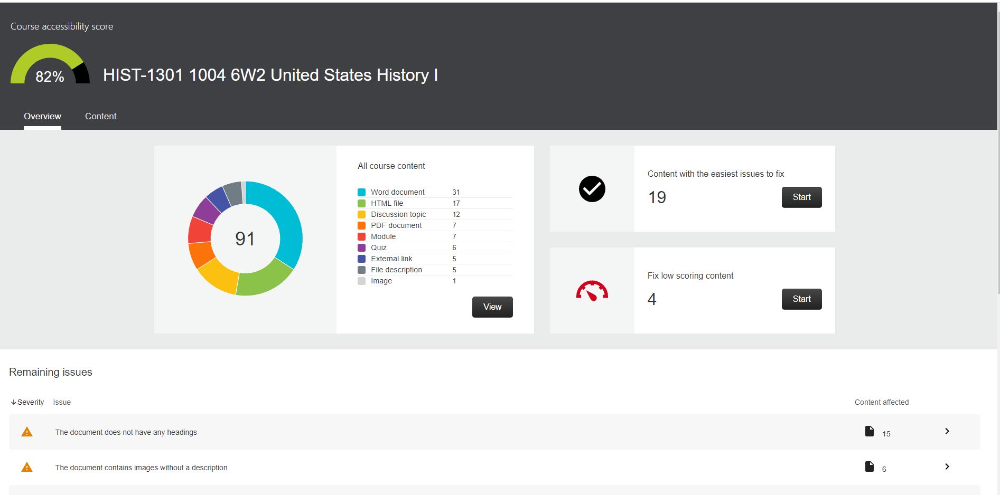 Course accessibility score
82%
HIST-1301 1004 6W2 United States History I
Overview Content
91
All course content
Word document 31
HTML file 17
Discussion topic 12
PDF document 7
Module 7
Quiz 6
External link 5
File description 5
Image 1
View
Content with the easiest issues to fix
19
Start
Fix low scoring content
4
Start
Remaining issues
Severity Issue Content affected
The document does not have any headings 15
The document contains images without a description 6